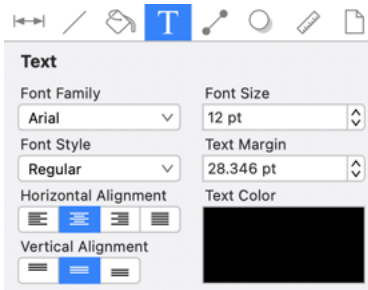 T
Text
Font Family Font Size
Arial 12 pt
Font Style Text Margin
Regular 28.346 pt
Horizontal Alignment Text Color
Vertical Alignment